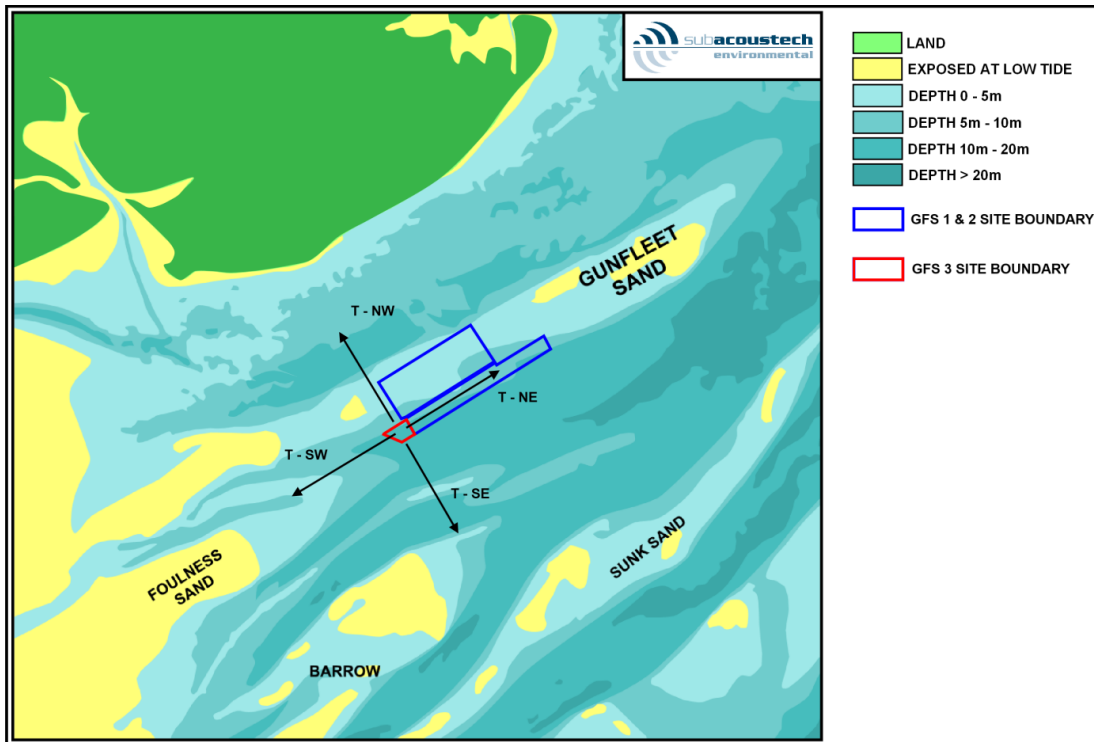 subacoustech
environmental
LAND
EXPOSED AT LOW TIDE
DEPTH 0 - 5m
DEPTH 5m - 10m
DEPTH 10m - 20m
DEPTH > 20m
GFS 1 & 2 SITE BOUNDARY
GFS 3 SITE BOUNDARY
GUNFLEET
SAND
T - NW
T - NE
T - SW
T - SE
FOULNESS
SAND
SUNK SAND
BARROW